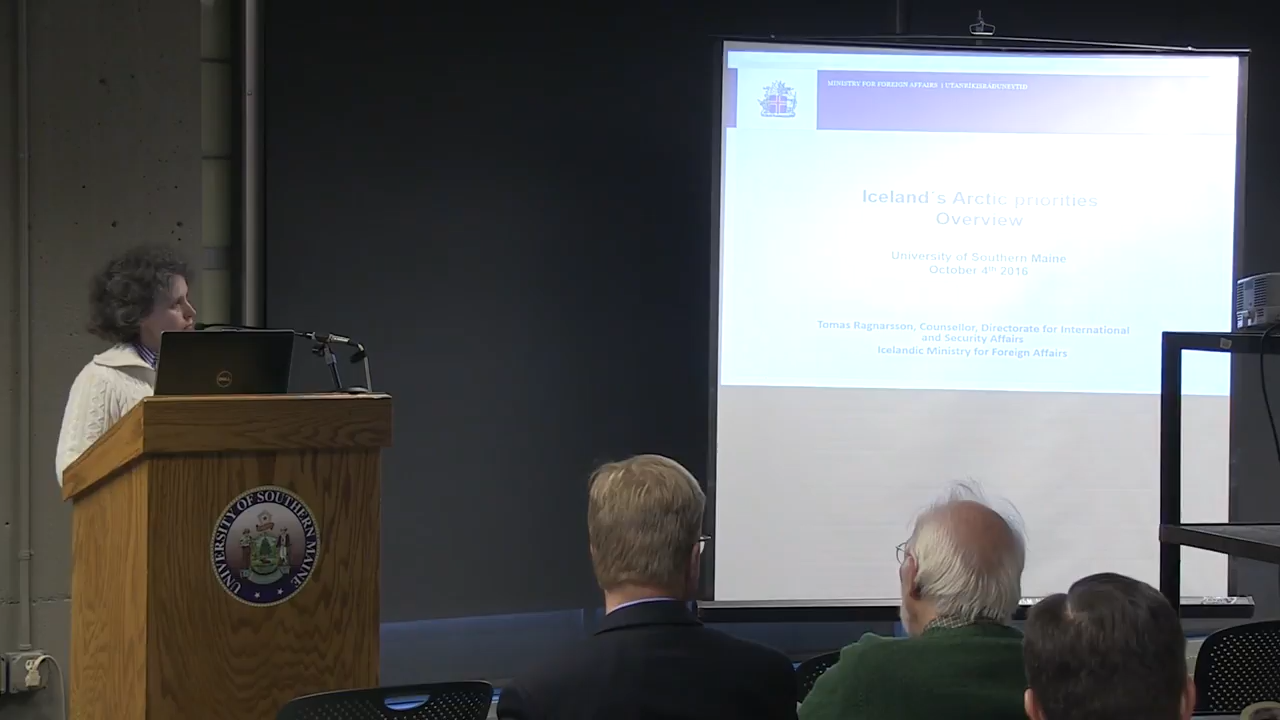 MINISTRY FOR FOREIGN AFFAIRS | UTANRÍKISRÁÐUNEYTIÐ
Iceland´s Arctic priorities
Overview
University of Southern Maine
October 4th 2016
Tomas Ragnarsson, Counsellor, Directorate for International
and Security Affairs
Icelandic Ministry for Foreign Affairs
DELL
UNIVERSITY OF SOUTHERN MAINE